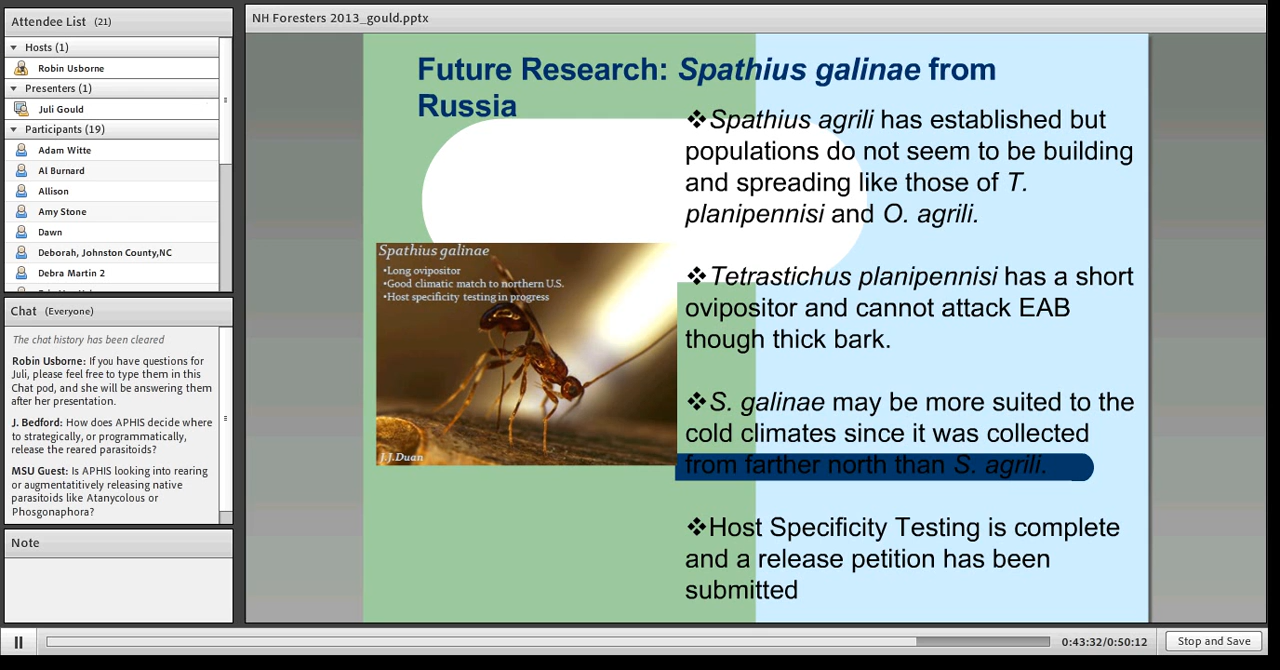 Attendee List (21)
Hosts (1)
Robin Usborne
Presenters (1)
Juli Gould
Participants (19)
Adam Witte
Al Burnard
Allison
Amy Stone
Dawn
Deborah, Johnston County,NC
Debra Martin 2
Chat (Everyone)
The chat history has been cleared
Robin Usborne: If you have questions for
Juli, please feel free to type them in this
Chat pod, and she will be answering them
after her presentation.
J. Bedford: How does APHIS decide where
to strategically, or programmatically,
release the reared parasitoids?
MSU Guest: Is APHIS looking into rearing
or augmentatitively releasing native
parasitoids like Atanycolous or
Phosgonaphora?
Note
NH Foresters 2013_gould.pptx
Future Research: Spathius galinae from
Russia
❖Spathius agrili has established but
populations do not seem to be building
and spreading like those of T.
planipennisi and O. agrili.
Spathius galinae
•Long ovipositor
•Good climatic match to northern U.S.
•Host specificity testing in progress
J.J.Duan
❖Tetrastichus planipennisi has a short
ovipositor and cannot attack EAB
though thick bark.
❖S. galinae may be more suited to the
cold climates since it was collected
from farther north than S. agrili.
❖Host Specificity Testing is complete
and a release petition has been
submitted
0:43:32/0:50:12
Stop and Save